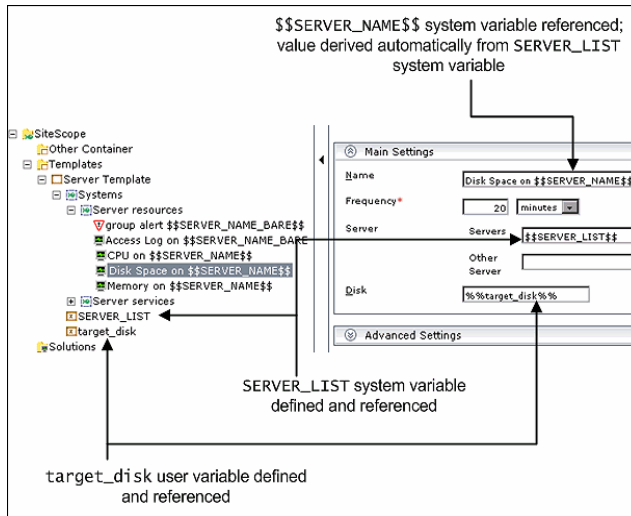 $$SERVER_NAME$$ system variable referenced;
value derived automatically from SERVER_LIST
system variable
SiteScope
Other Container
Templates
Server Template
Systems
Server resources
group alert $$SERVER_NAME_BARE$$
Access Log on $$SERVER_NAME_BARE
CPU on $$SERVER_NAME$$
Disk Space on $$SERVER_NAME$$
Memory on $$SERVER_NAME$$
Server services
SERVER_LIST
target_disk
Solutions
Main Settings
Name
Disk Space on $$SERVER_NAME$$
Frequency*
20 minutes
Server
Servers
$$SERVER_LIST$$
Other
Server
Disk
%%target_disk%%
Advanced Settings
SERVER_LIST system variable
defined and referenced
target_disk user variable defined
and referenced